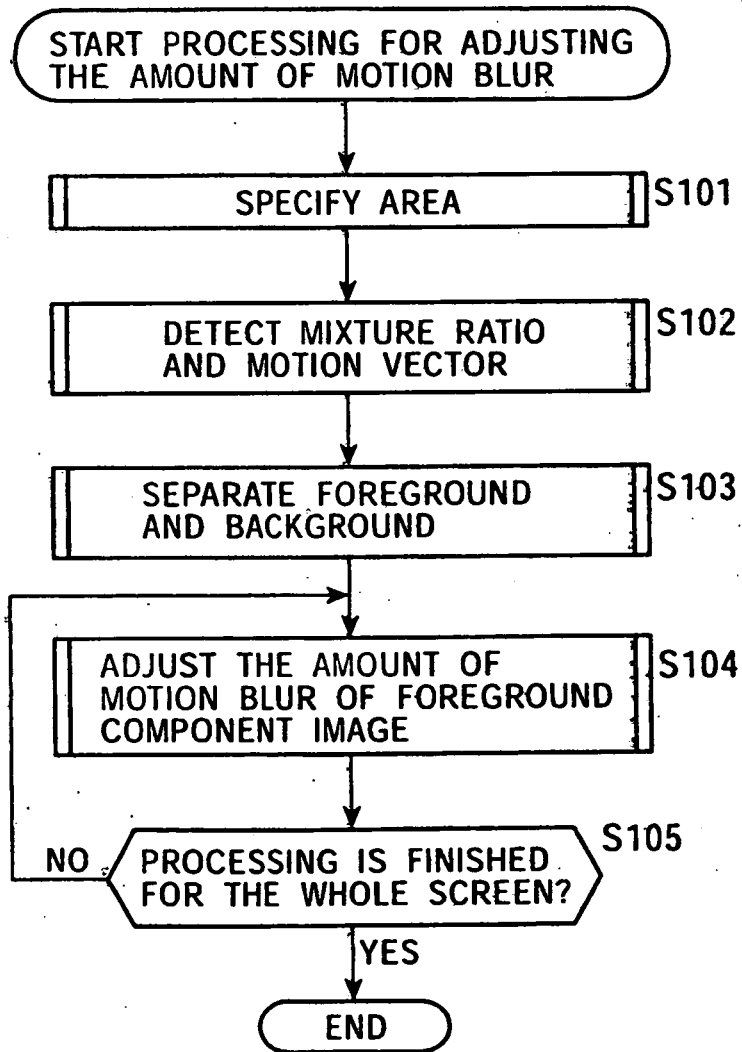 START PROCESSING FOR ADJUSTING
THE AMOUNT OF MOTION BLUR
SPECIFY AREA
S101
DETECT MIXTURE RATIO
AND MOTION VECTOR
S102
SEPARATE FOREGROUND
AND BACKGROUND
S103
ADJUST THE AMOUNT OF
MOTION BLUR OF FOREGROUND
COMPONENT IMAGE
S104
PROCESSING IS FINISHED
FOR THE WHOLE SCREEN?
S105
NO
YES
END